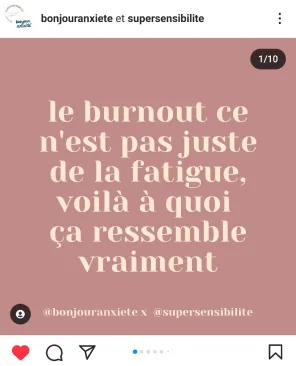 bonjouranxiete et supersensibilite
1/10
le burnout ce
n'est pas juste
de la fatigue,
voilà à quoi
ça ressemble
vraiment
@bonjouranxiete x @supersensibilite